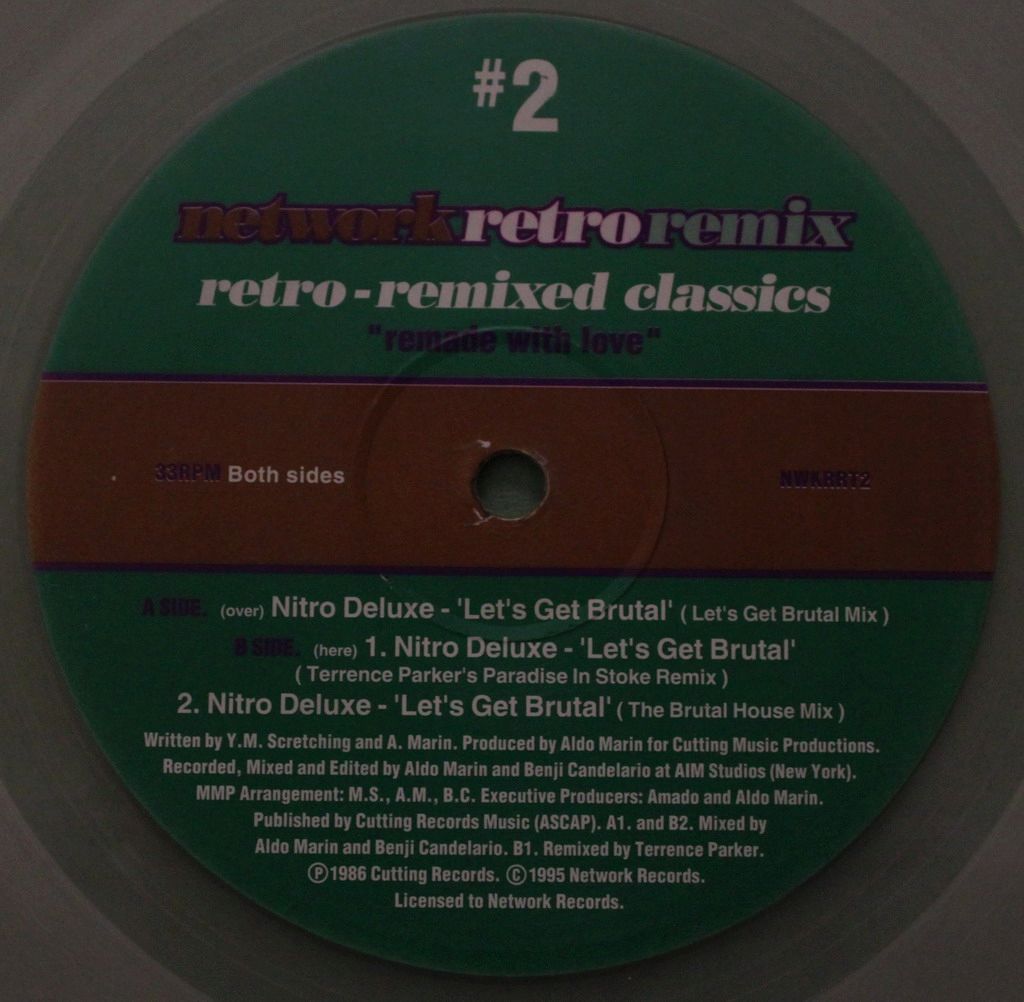 #2
network retro remix
retro-remixed classics
"remade with love"
33RPM Both sides
NWKRRT2
A SIDE. (over) Nitro Deluxe - 'Let's Get Brutal' ( Let's Get Brutal Mix )
B SIDE. (here) 1. Nitro Deluxe - 'Let's Get Brutal'
( Terrence Parker's Paradise In Stoke Remix )
2. Nitro Deluxe - 'Let's Get Brutal' ( The Brutal House Mix )
Written by Y.M. Scretching and A. Marin. Produced by Aldo Marin for Cutting Music Productions.
Recorded, Mixed and Edited by Aldo Marin and Benji Candelario at AIM Studios (New York).
MMP Arrangement: M.S., A.M., B.C. Executive Producers: Amado and Aldo Marin.
Published by Cutting Records Music (ASCAP). A1. and B2. Mixed by
Aldo Marin and Benji Candelario. B1. Remixed by Terrence Parker.
Ⓟ1986 Cutting Records. ©1995 Network Records.
Licensed to Network Records.